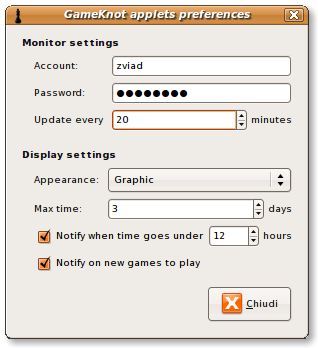 GameKnot applets preferences
Monitor settings
Account: zviad
Password: ●●●●●●●●
Update every 20 minutes
Display settings
Appearance: Graphic
Max time: 3 days
Notify when time goes under 12 hours
Notify on new games to play
Chiudi